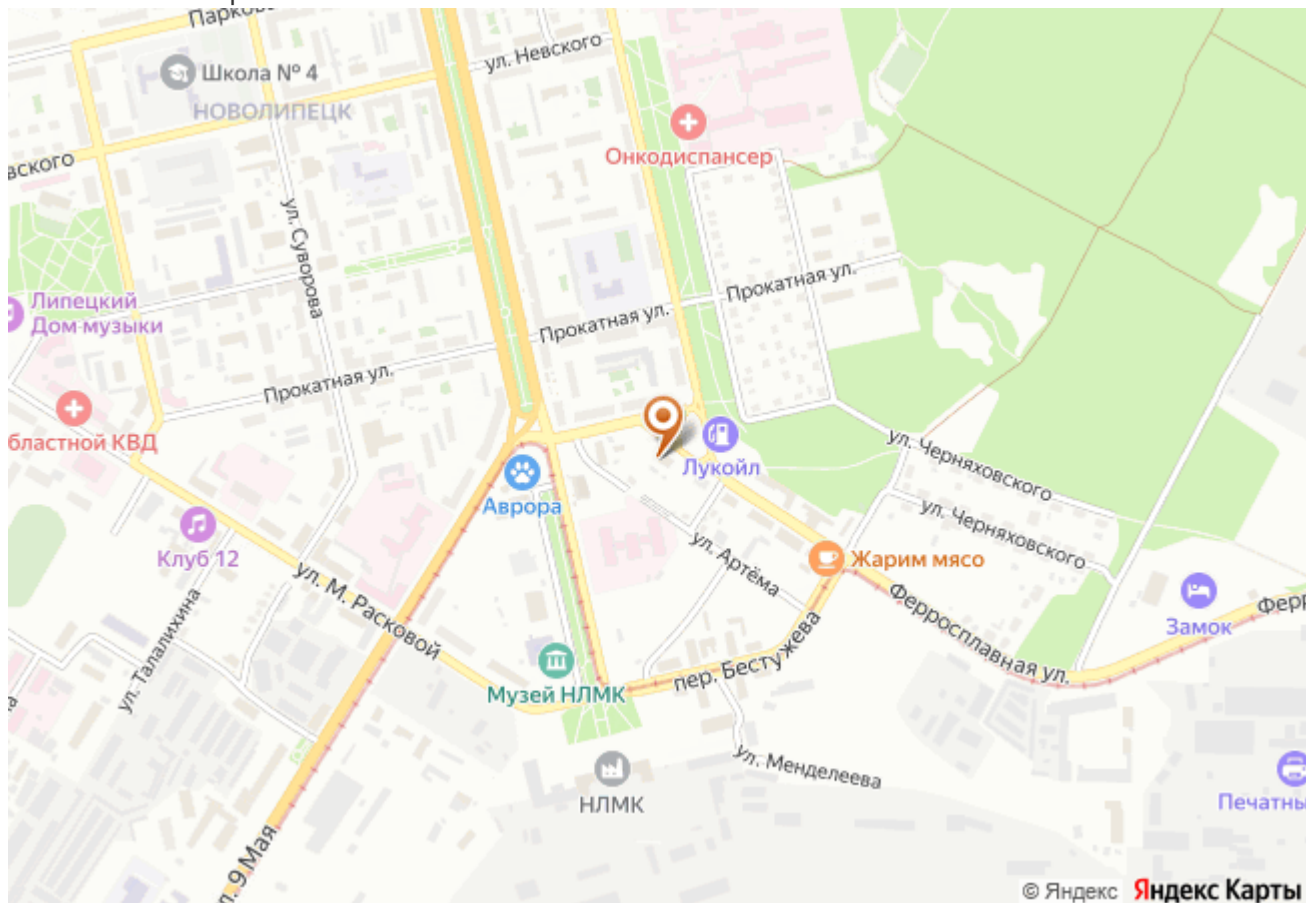 Парков
ул. Невского
Школа № 4
НОВОЛИПЕЦК
Онкодиспансер
вского
ул. Суворова
Прокатная ул.
Липецкий
Дом музыки
Прокатная ул.
Прокатная ул.
бластной КВД
Лукойл
ул. Черняховского
Аврора
ул. Черняховского
Клуб 12
ул. Артёма
Жарим мясо
ул. М. Расковой
Ферросплавная ул.
Ферр
Замок
ул. Талалихина
пер. Бестужева
Музей НЛМК
ул. Менделеева
НЛМК
Печатны
л. 9 Мая
© Яндекс Яндекс Карты